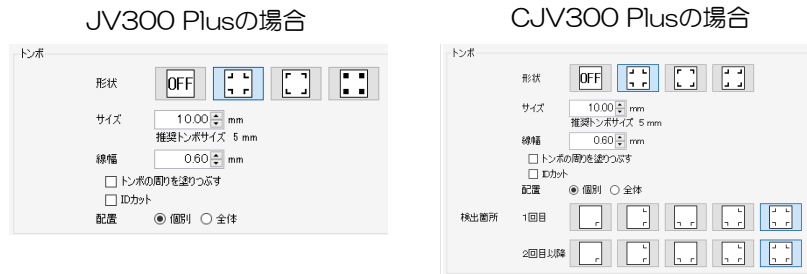 JV300 Plusの場合
トンボ
形状
OFF
サイズ
10.00 mm
推奨トンボサイズ 5 mm
線幅
0.60 mm
トンボの周りを塗りつぶす
IDカット
配置
個別 全体
CJV300 Plusの場合
トンボ
形状
OFF
サイズ
10.00 mm
推奨トンボサイズ 5 mm
線幅
0.60 mm
トンボの周りを塗りつぶす
IDカット
配置
個別 全体
検出箇所 1回目
2回目以降